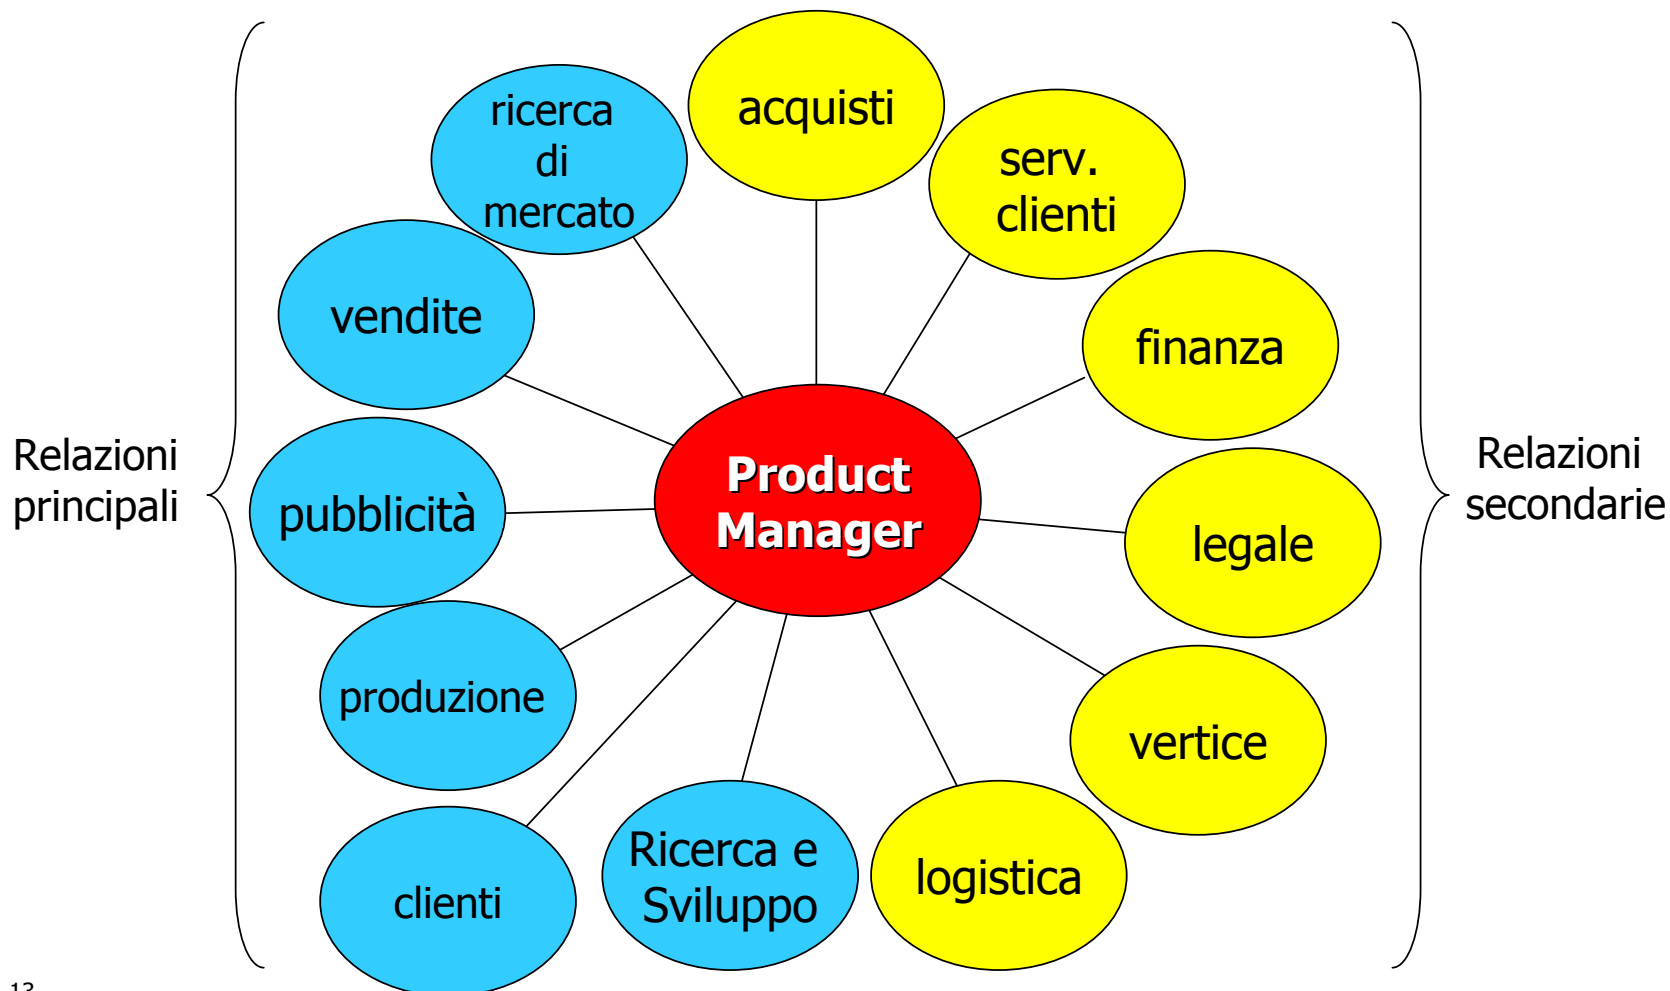 ricerca
di
mercato
acquisti
serv.
clienti
vendite
finanza
Relazioni
principali
pubblicità
Product
Manager
legale
Relazioni
secondarie
produzione
vertice
clienti
Ricerca e
Sviluppo
logistica